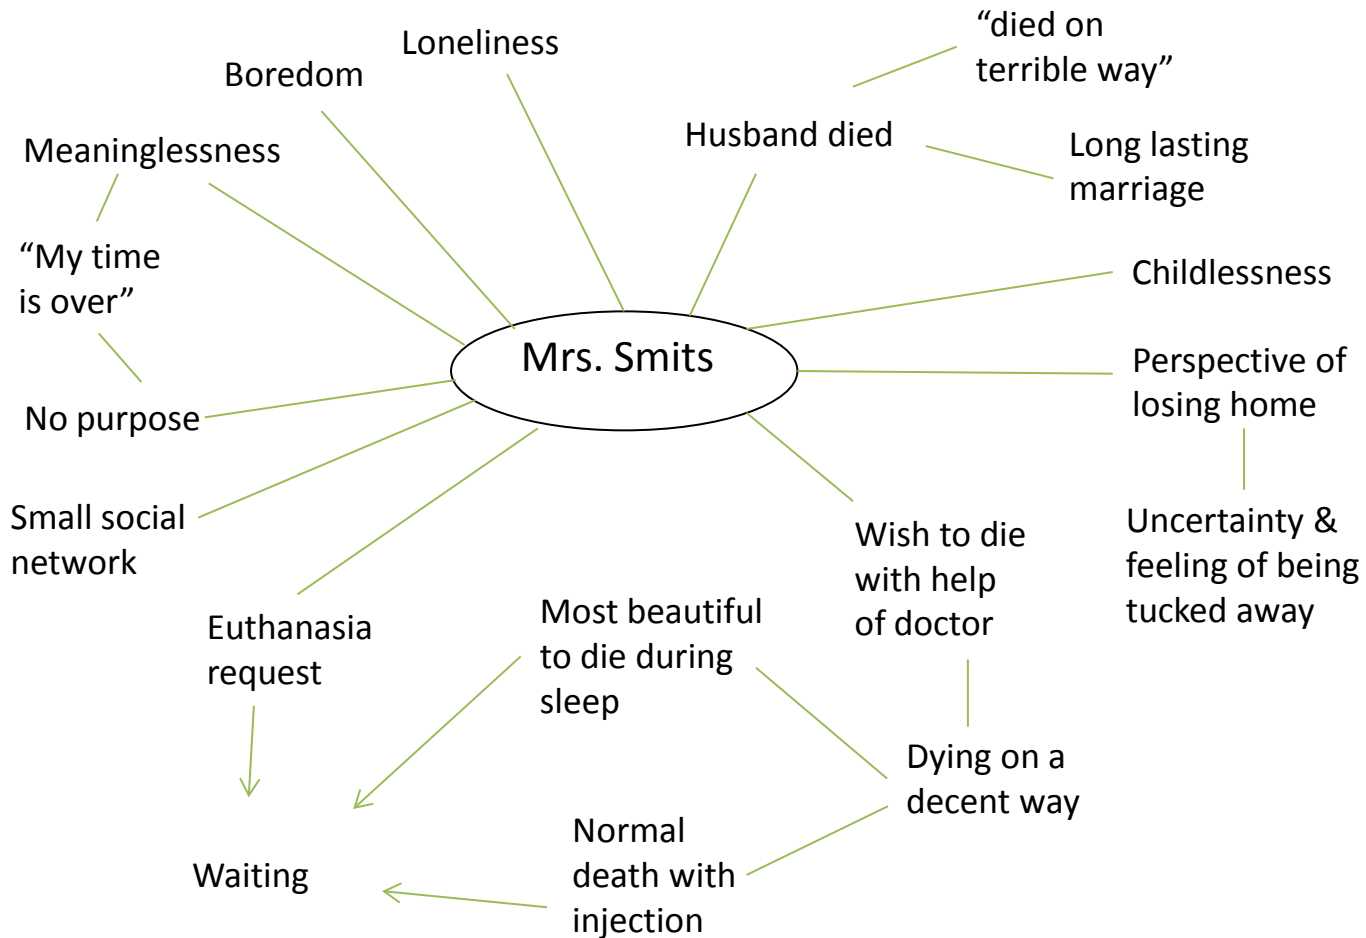 “died on
terrible way”
Loneliness
Boredom
Husband died
Long lasting
marriage
Meaninglessness
“My time
is over”
Childlessness
Mrs. Smits
Perspective of
losing home
No purpose
Small social
network
Uncertainty &
feeling of being
tucked away
Wish to die
with help
of doctor
Euthanasia
request
Most beautiful
to die during
sleep
Dying on a
decent way
Normal
death with
injection
Waiting